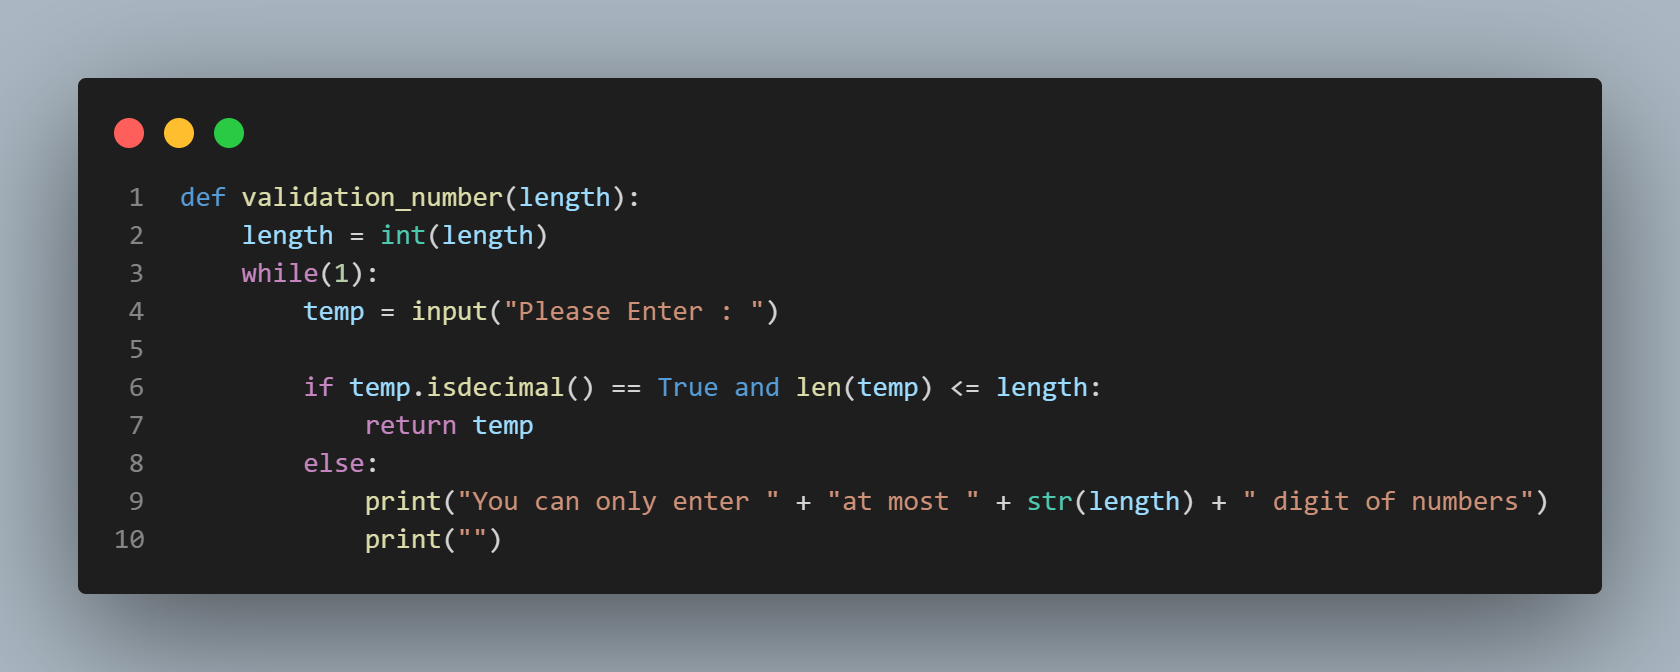 1 def validation_number(length):
2     length = int(length)
3     while(1):
4         temp = input("Please Enter : ")
5
6         if temp.isdecimal() == True and len(temp) <= length:
7             return temp
8         else:
9             print("You can only enter " + "at most " + str(length) + " digit of numbers")
10             print("")